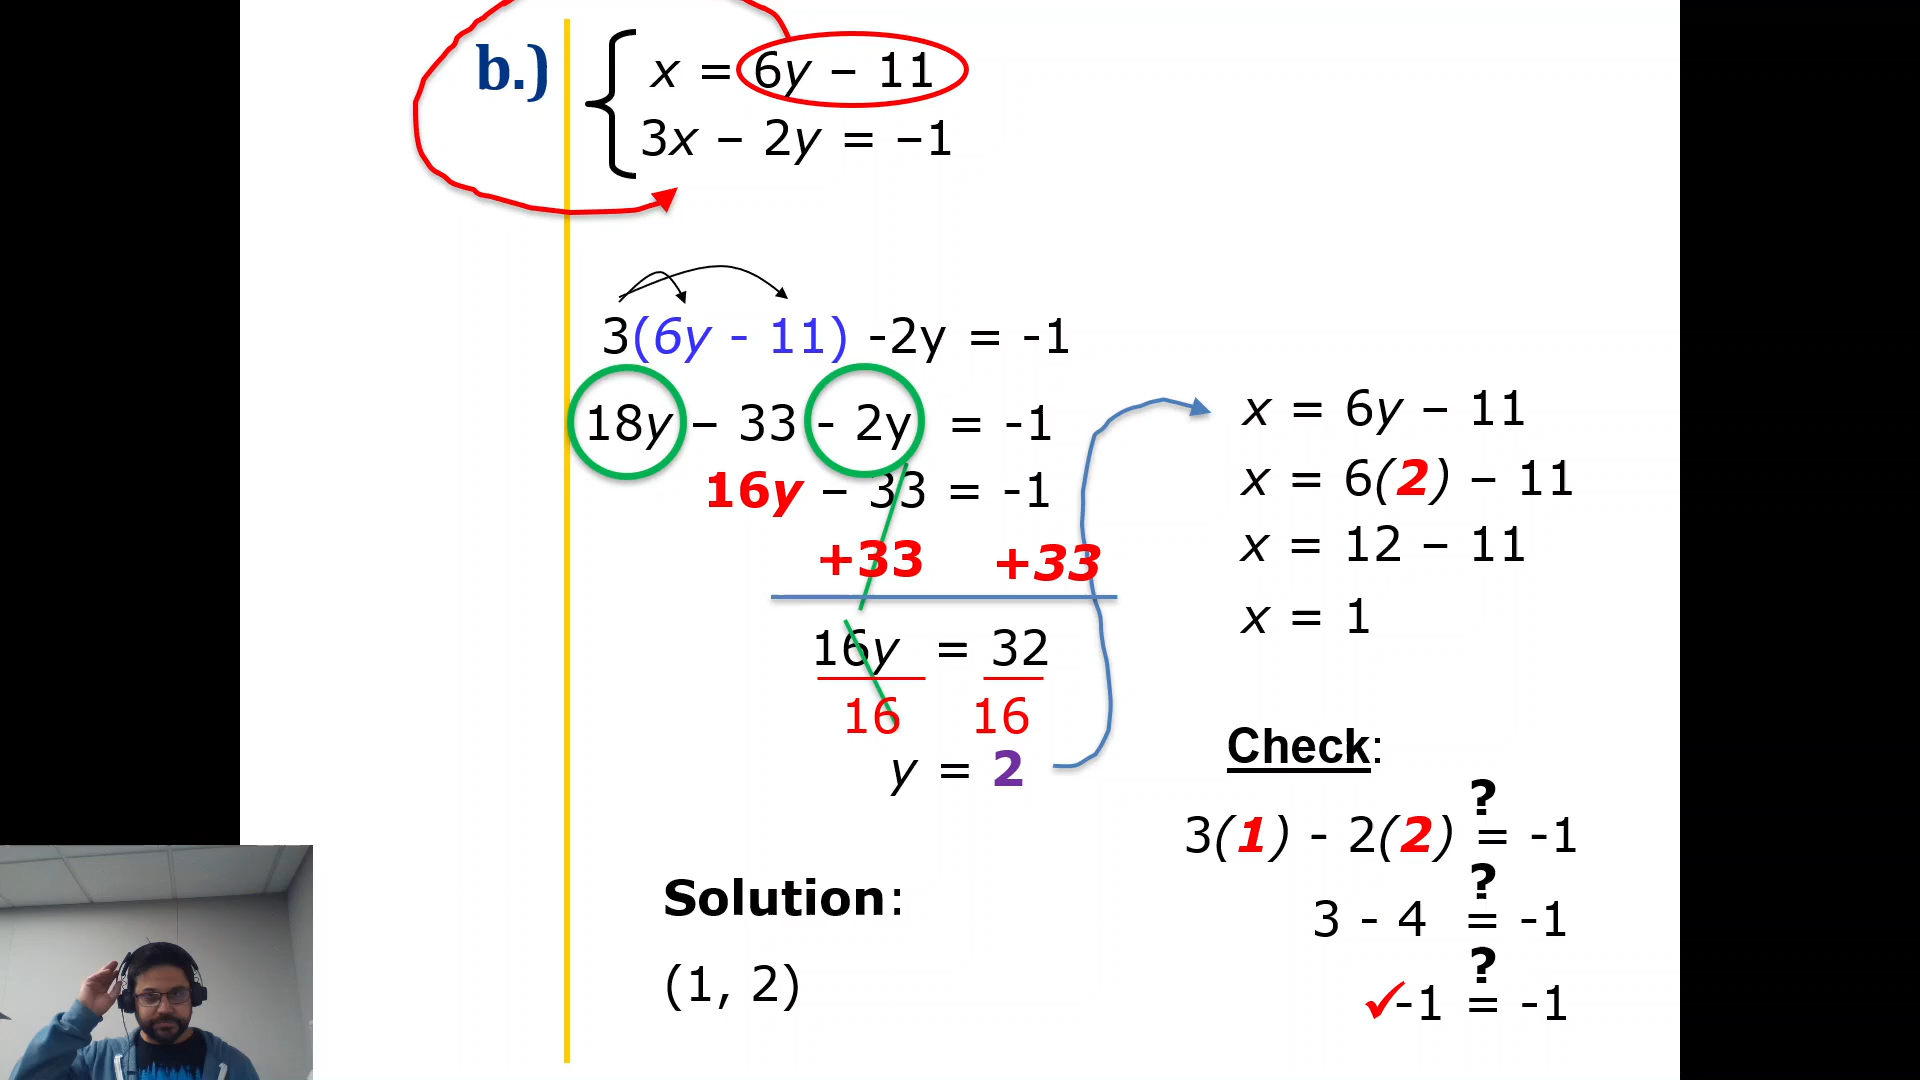 b.)
x = 6y – 11
3x – 2y = –1
3(6y - 11) -2y = -1
18y – 33 - 2y = -1
16y – 33 = -1
+33 +33
16y = 32
16 16
y = 2
x = 6y – 11
x = 6(2) – 11
x = 12 – 11
x = 1
Solution:
(1, 2)
Check:
?
3(1) - 2(2) = -1
?
3 - 4 = -1
?
✓-1 = -1